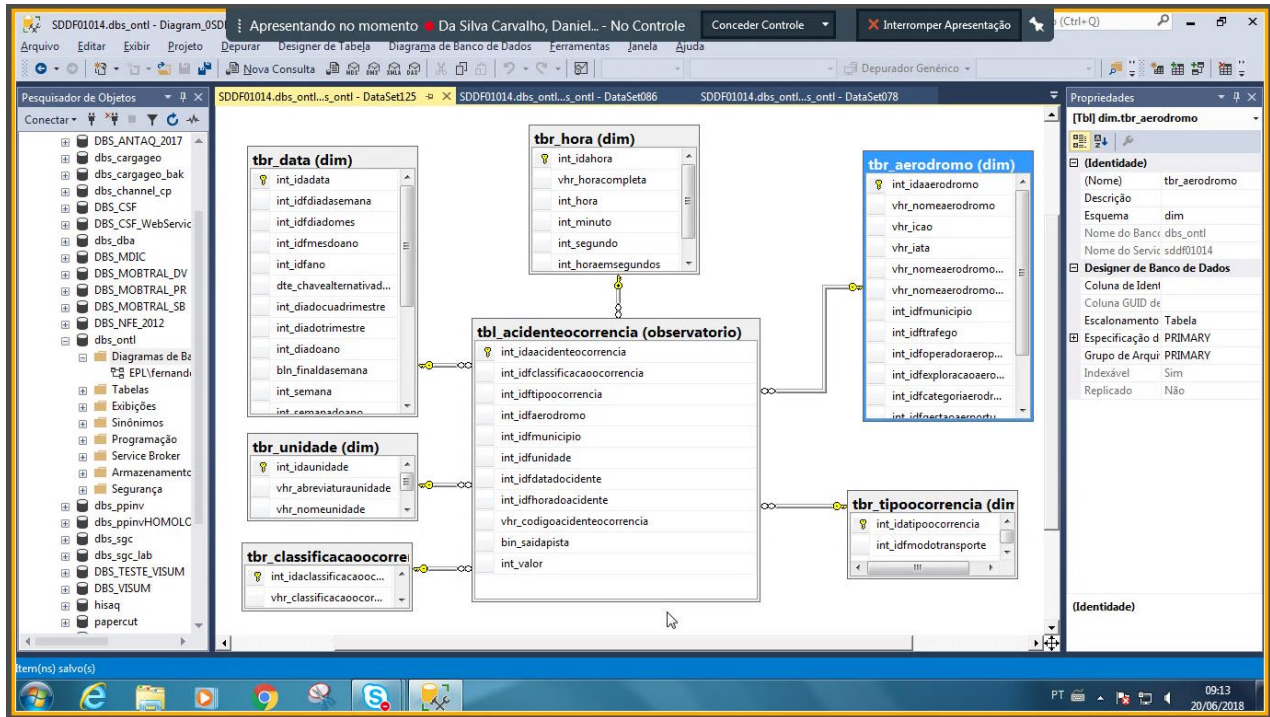 SDDF01014.dbs_ontl - Diagram_0SDD
Apresentando no momento Da Silva Carvalho, Daniel... - No Controle
Conceder Controle
Interromper Apresentação
(Ctrl+Q)
Arquivo Editar Exibir Projeto Depurar Designer de Tabela Diagrama de Banco de Dados Ferramentas Janela Ajuda
Nova Consulta
Depurador Genérico
Pesquisador de Objetos
Conectar
DBS_ANTAQ_2017
dbs_cargageo
dbs_cargageo_bak
dbs_channel_cp
DBS_CSF
DBS_CSF_WebServic
dbs_dba
DBS_MDIC
DBS_MOBTRAL_DV
DBS_MOBTRAL_PR
DBS_MOBTRAL_SB
DBS_NFE_2012
dbs_ontl
Diagramas de Ba
EPL\fernand
Tabelas
Exibições
Sinônimos
Programação
Service Broker
Armazenamento
Segurança
dbs_ppinv
dbs_ppinvHOMOLC
dbs_sgc
dbs_sgc_lab
DBS_TESTE_VISUM
DBS_VISUM
hisaq
papercut
SDDF01014.dbs_ontl...s_ontl - DataSet125
SDDF01014.dbs_ontl...s_ontl - DataSet086
SDDF01014.dbs_ontl...s_ontl - DataSet078
tbr_data (dim)
int_idadata
int_idfdiadasemana
int_idfdiadomes
int_idfmesdoano
int_idfano
dte_chavealternativad...
int_diadocuadrimestre
int_diadotrimestre
int_diadoano
bln_finaldasemana
int_semana
int_semanadoano
tbr_unidade (dim)
int_idaunidade
vhr_abreviaturaunidade
vhr_nomeunidade
tbr_classificacaoocorre
int_idaclassificacaooc...
vhr_classificacaoocor...
tbr_hora (dim)
int_idahora
vhr_horacompleta
int_hora
int_minuto
int_segundo
int_horaemsegundos
tbl_acidenteocorrencia (observatorio)
int_idaacidenteocorrencia
int_idfclassificacaoocorrencia
int_idftipoocorrencia
int_idfaerodromo
int_idfmunicipio
int_idfunidade
int_idfdatadocidente
int_idfhoradoacidente
vhr_codigoacidenteocorrencia
bin_saidapista
int_valor
tbr_aerodromo (dim)
int_idaaerodromo
vhr_nomeaerodromo
vhr_icao
vhr_iata
vhr_nomeaerodromo...
vhr_nomeaerodromo...
int_idfmunicipio
int_idftrafego
int_idfoperadoraerop...
int_idfexploracaoaero...
int_idfcategoriaerodr...
int_idfgestaoaeroportu
tbr_tipoocorrencia (dim
int_idatipoocorrencia
int_idfmodotransporte
Propriedades
[Tbl] dim.tbr_aerodromo
(Identidade)
(Nome) tbr_aerodromo
Descrição
Esquema dim
Nome do Banco dbs_ontl
Nome do Servic sddf01014
Designer de Banco de Dados
Coluna de Ident
Coluna GUID de
Escalonamento Tabela
Especificação d PRIMARY
Grupo de Arqui PRIMARY
Indexável Sim
Replicado Não
(Identidade)
Item(ns) salvo(s)
PT
09:13
20/06/2018